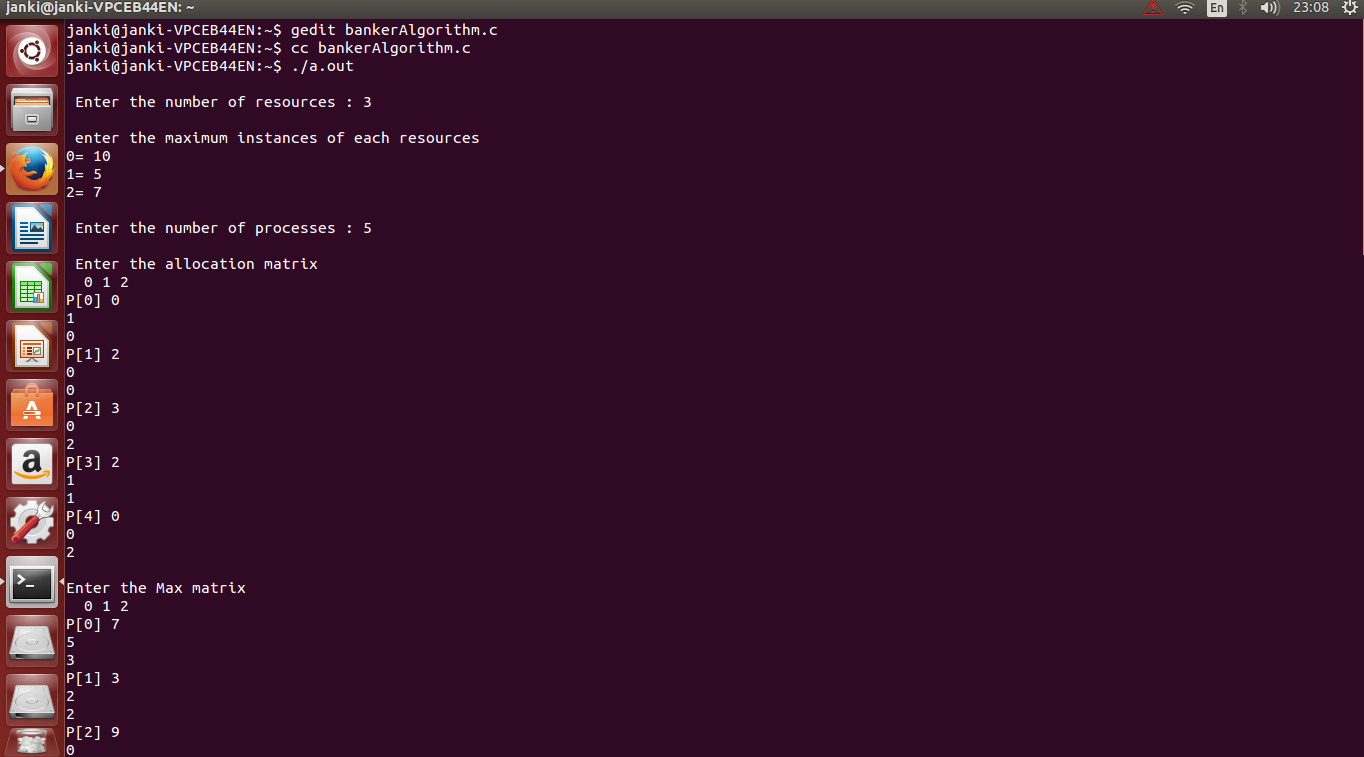 janki@janki-VPCEB44EN: ~
En
23:08
janki@janki-VPCEB44EN:~$ gedit bankerAlgorithm.c
janki@janki-VPCEB44EN:~$ cc bankerAlgorithm.c
janki@janki-VPCEB44EN:~$ ./a.out
Enter the number of resources : 3
enter the maximum instances of each resources
0= 10
1= 5
2= 7
Enter the number of processes : 5
Enter the allocation matrix
0 1 2
P[0] 0
1
0
P[1] 2
0
0
P[2] 3
0
2
P[3] 2
1
1
P[4] 0
0
2
Enter the Max matrix
0 1 2
P[0] 7
5
3
P[1] 3
2
2
P[2] 9
0